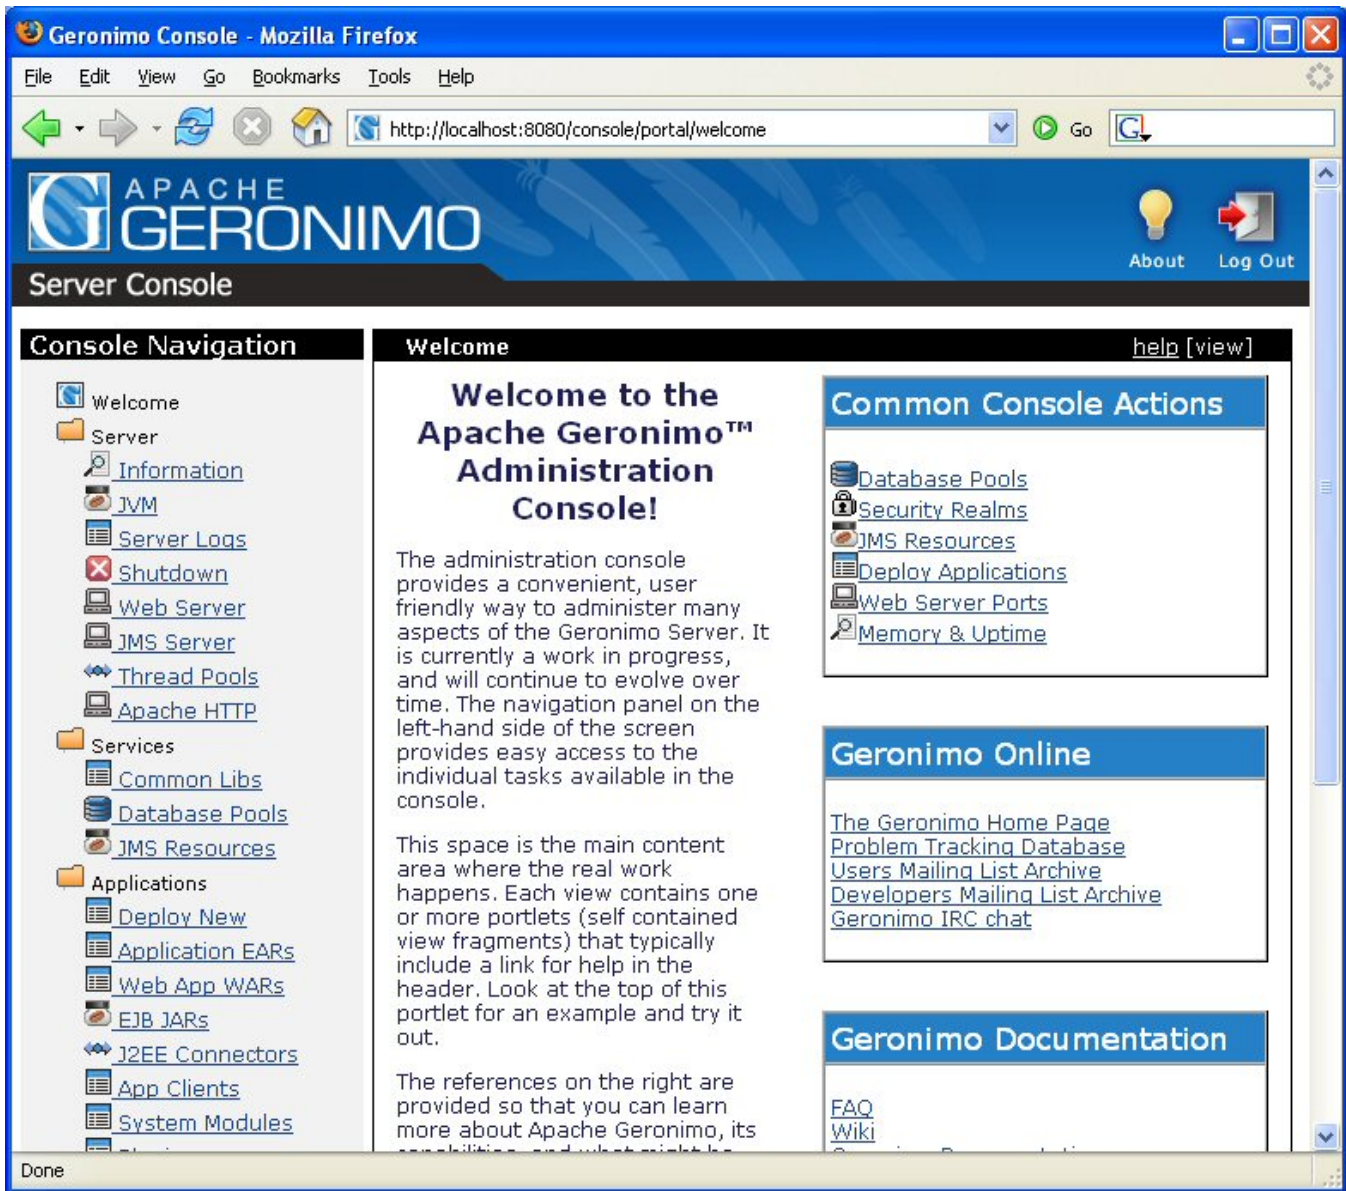 Geronimo Console - Mozilla Firefox
File Edit View Go Bookmarks Tools Help
http://localhost:8080/console/portal/welcome Go
APACHE
GERONIMO
Server Console
About Log Out
Console Navigation
Welcome
Server
Information
JVM
Server Logs
Shutdown
Web Server
JMS Server
Thread Pools
Apache HTTP
Services
Common Libs
Database Pools
JMS Resources
Applications
Deploy New
Application EARs
Web App WARs
EJB JARs
J2EE Connectors
App Clients
System Modules
Welcome help [view]
Welcome to the
Apache Geronimo™
Administration
Console!
The administration console
provides a convenient, user
friendly way to administer many
aspects of the Geronimo Server. It
is currently a work in progress,
and will continue to evolve over
time. The navigation panel on the
left-hand side of the screen
provides easy access to the
individual tasks available in the
console.
This space is the main content
area where the real work
happens. Each view contains one
or more portlets (self contained
view fragments) that typically
include a link for help in the
header. Look at the top of this
portlet for an example and try it
out.
The references on the right are
provided so that you can learn
more about Apache Geronimo, its
Common Console Actions
Database Pools
Security Realms
JMS Resources
Deploy Applications
Web Server Ports
Memory & Uptime
Geronimo Online
The Geronimo Home Page
Problem Tracking Database
Users Mailing List Archive
Developers Mailing List Archive
Geronimo IRC chat
Geronimo Documentation
FAQ
Wiki
Done